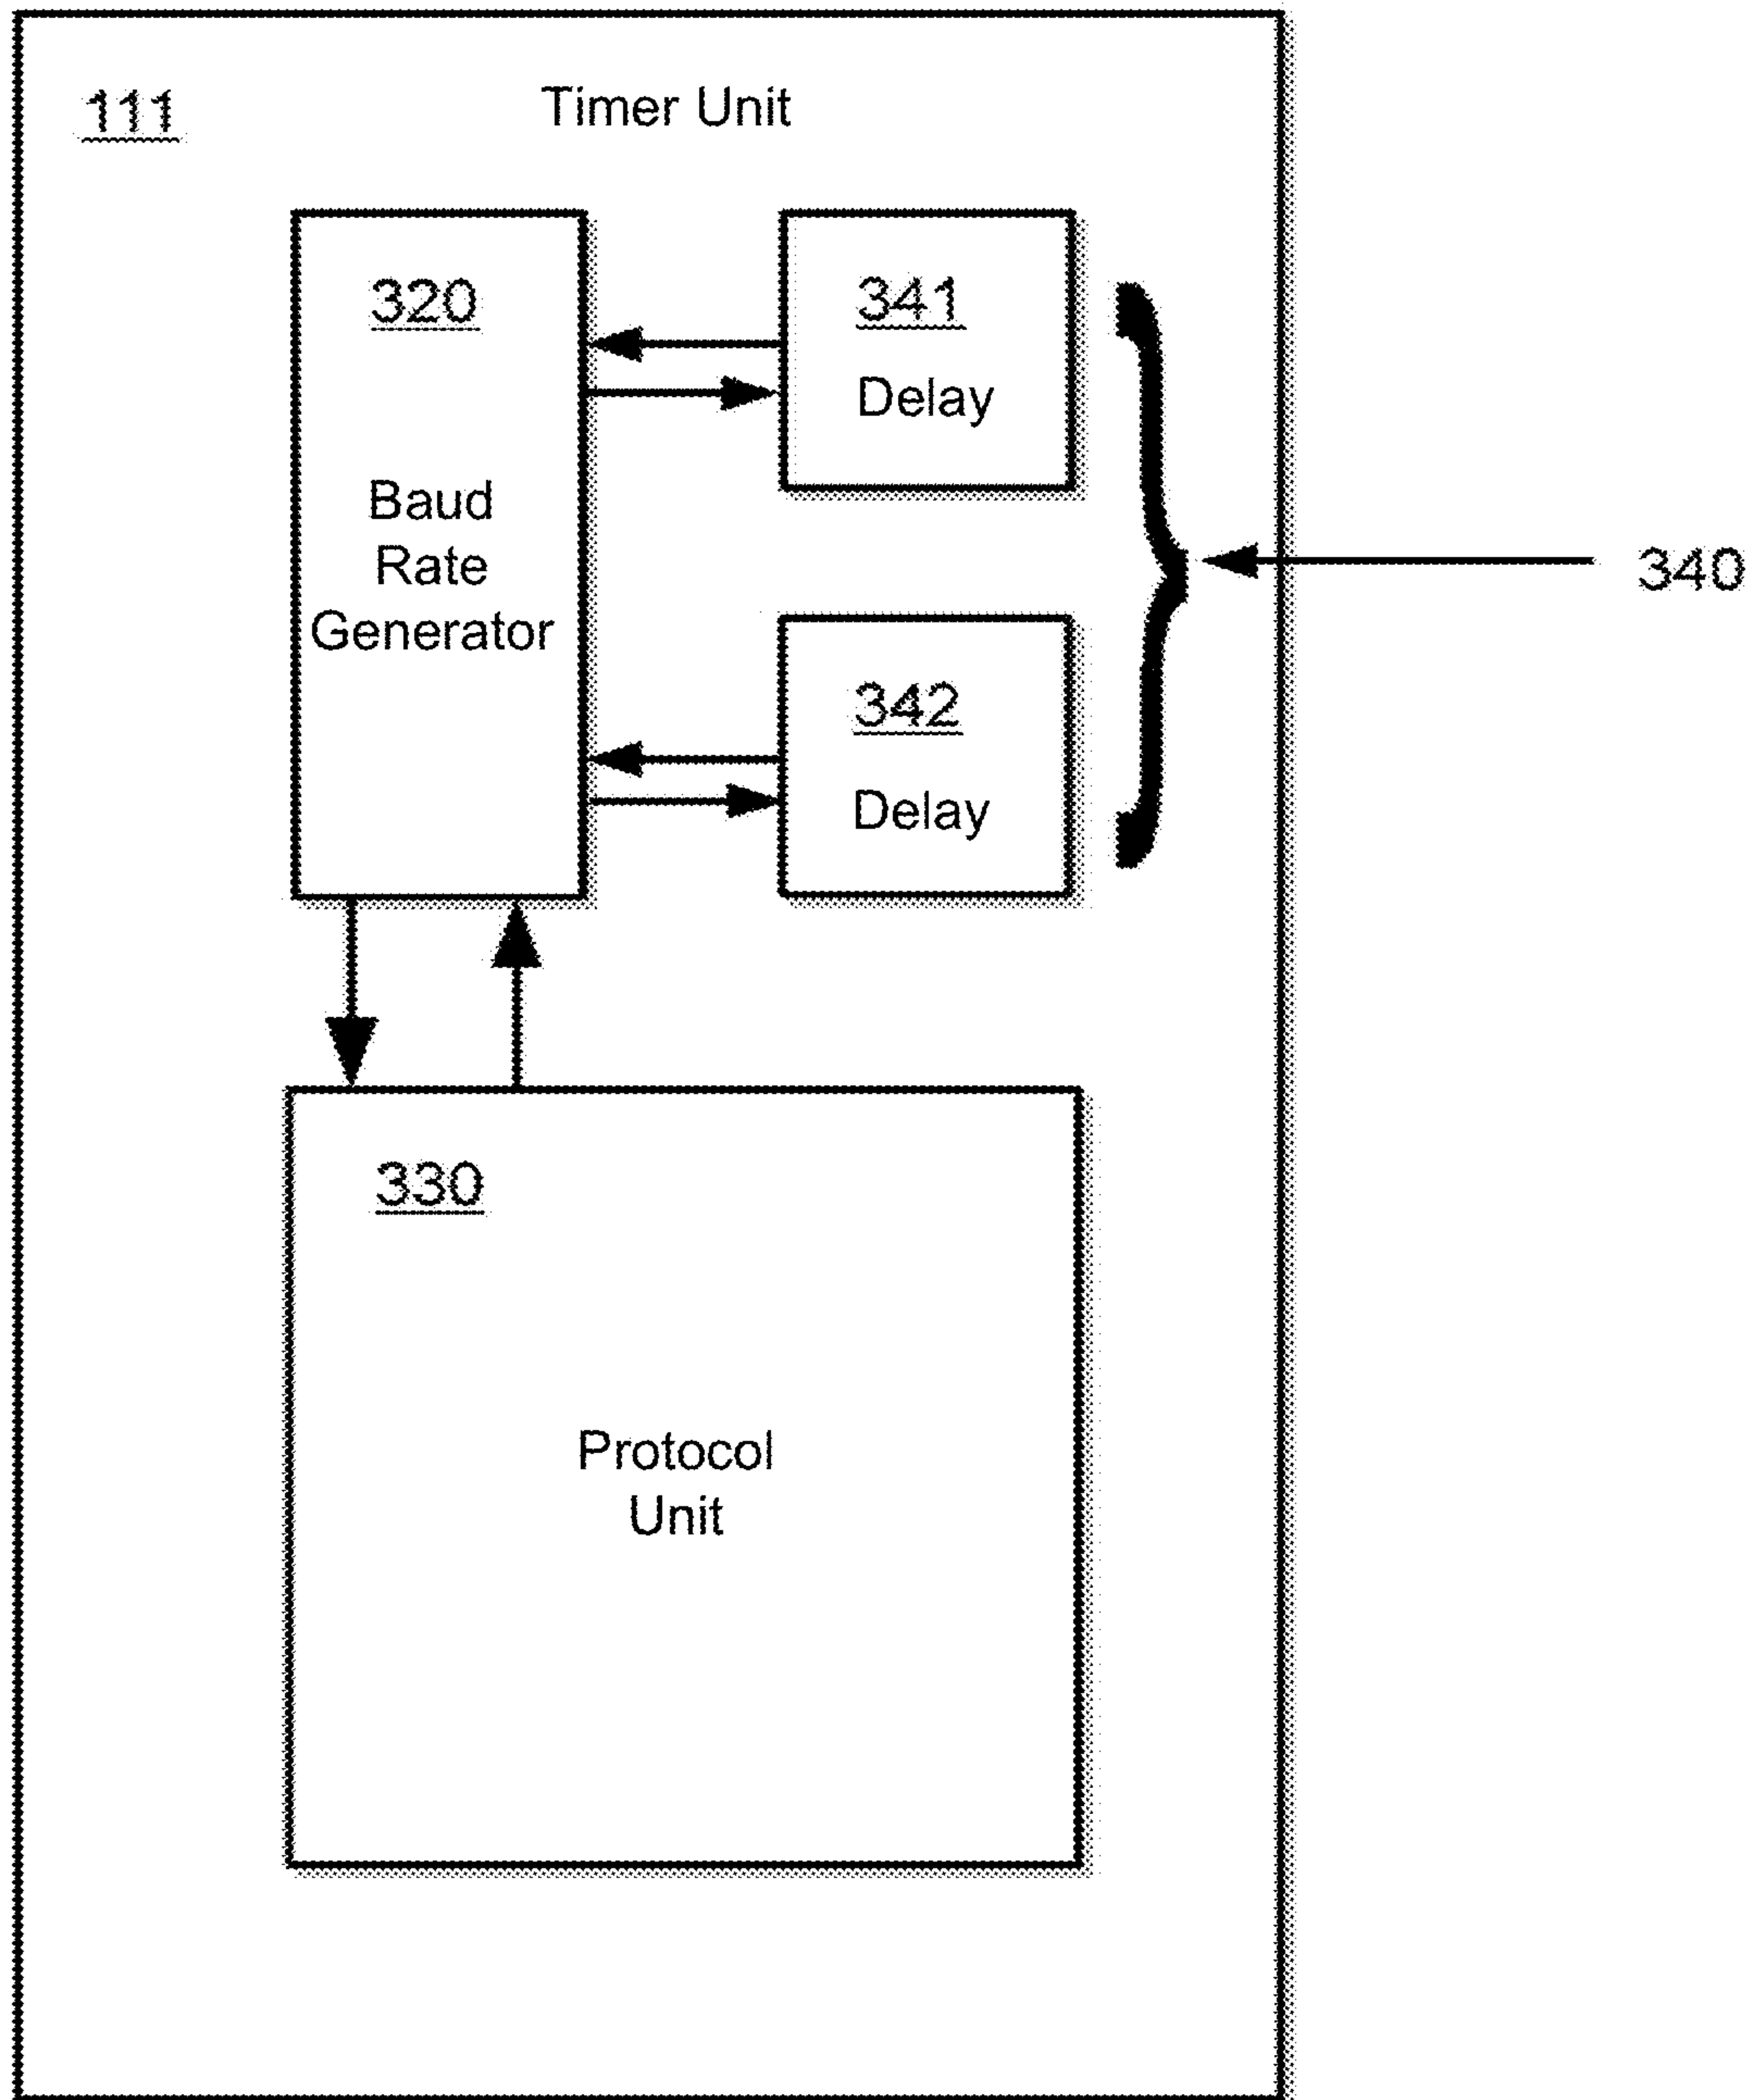 111
Timer Unit
320
Baud
Rate
Generator
341
Delay
342
Delay
340
330
Protocol
Unit